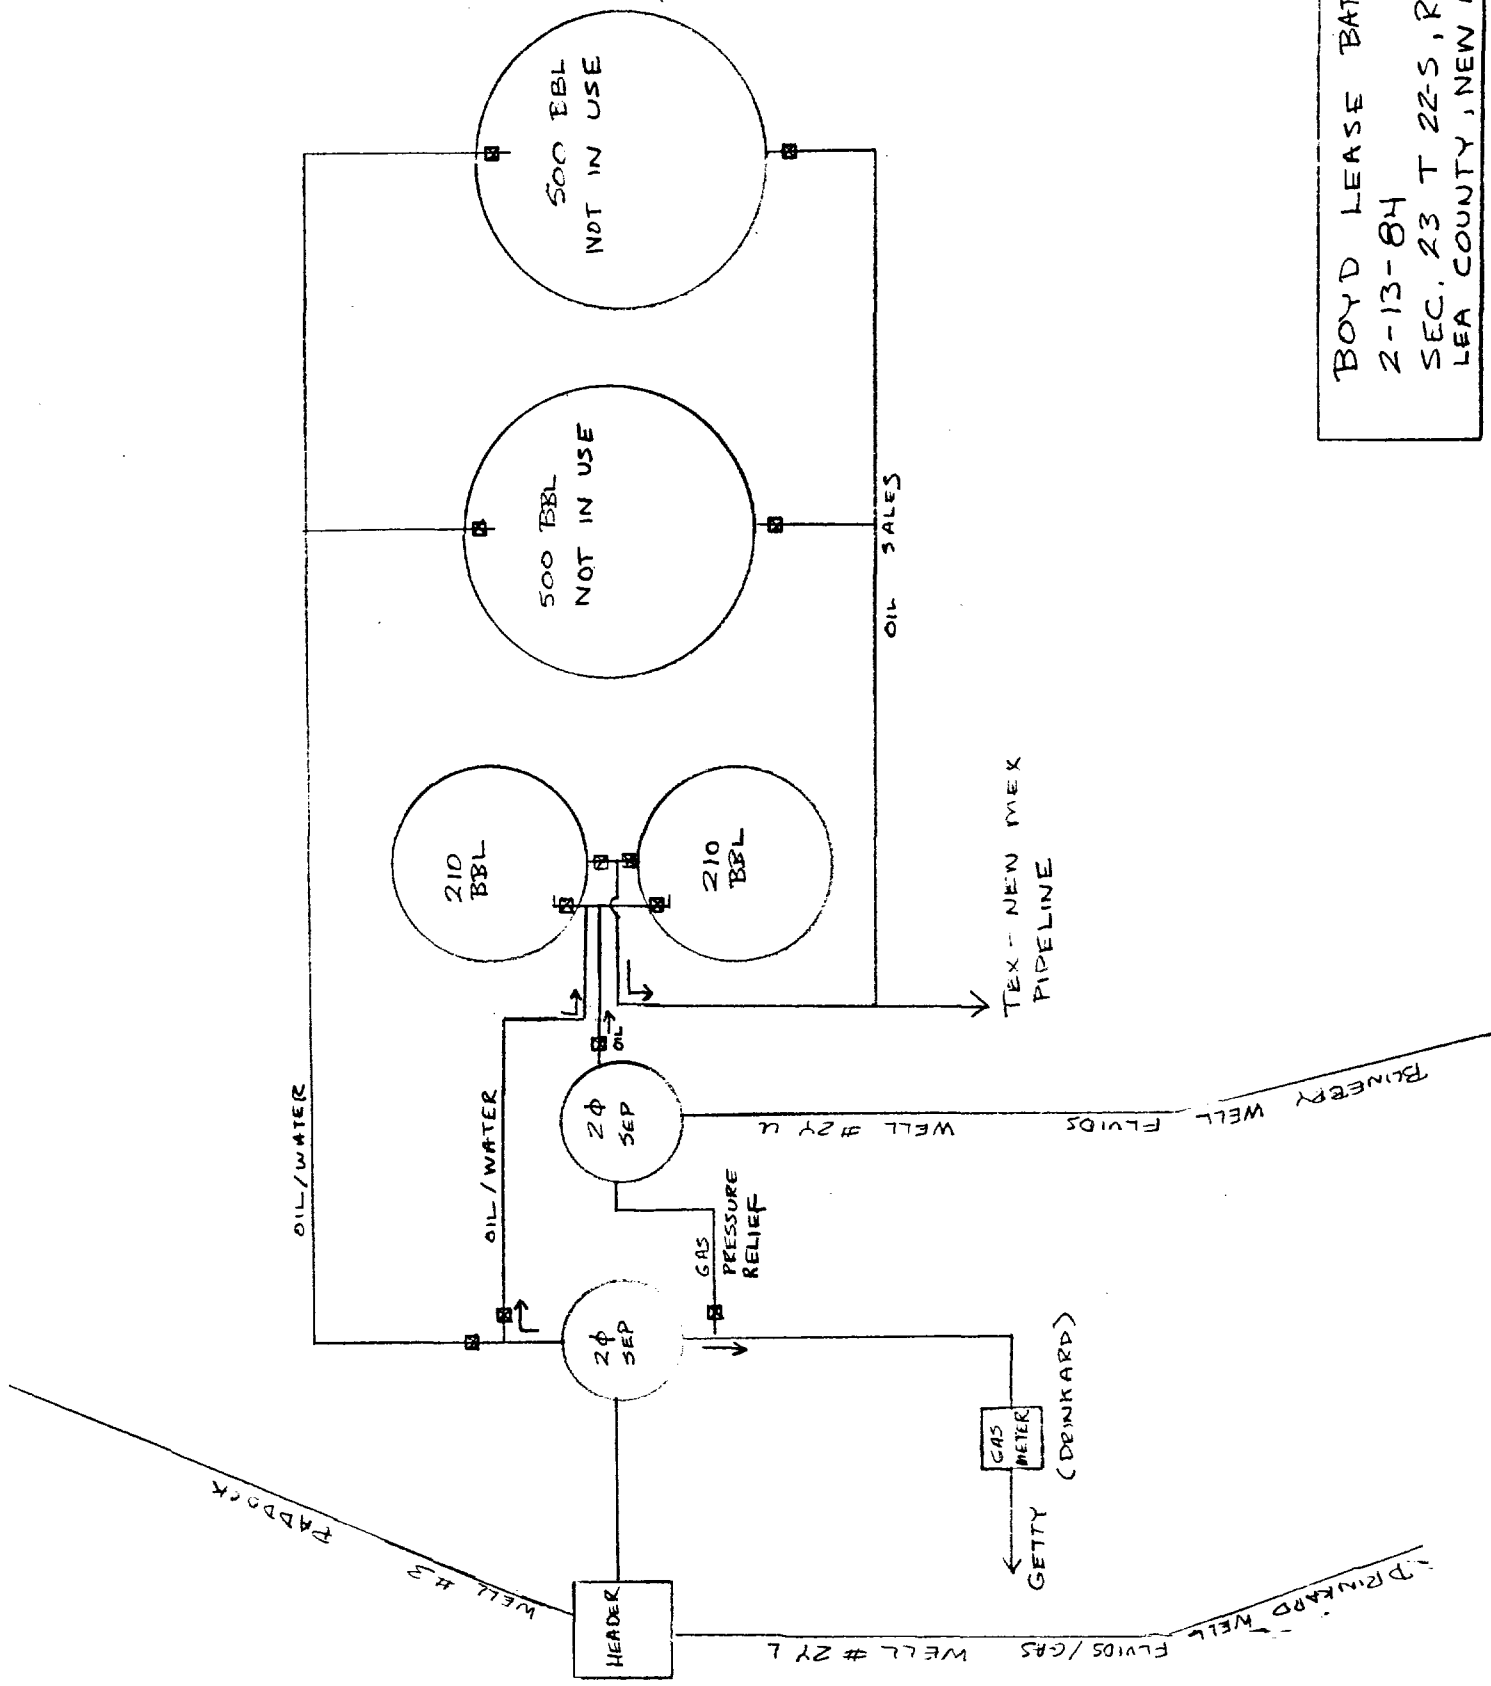 OIL/WATER
500 BBL
NOT IN USE
500 BBL
NOT IN USE
OIL/WATER
210
BBL
210
BBL
OIL
2Φ
SEP
2Φ
SEP
GAS
PRESSURE
RELIEF
OIL SALES
TEX-NEW MEX
PIPELINE
HEADER
GAS
METER
(DRINKARD)
GETTY
WELL #3 PADDOCK
FLUIDS/GAS WELL #2Y L
DRINKARD WELL
FLUIDS WELL #2Y U
BLINEBRY WELL
BOYD LEASE BAT
2-13-84
SEC. 23 T 22-S, R
LEA COUNTY, NEW